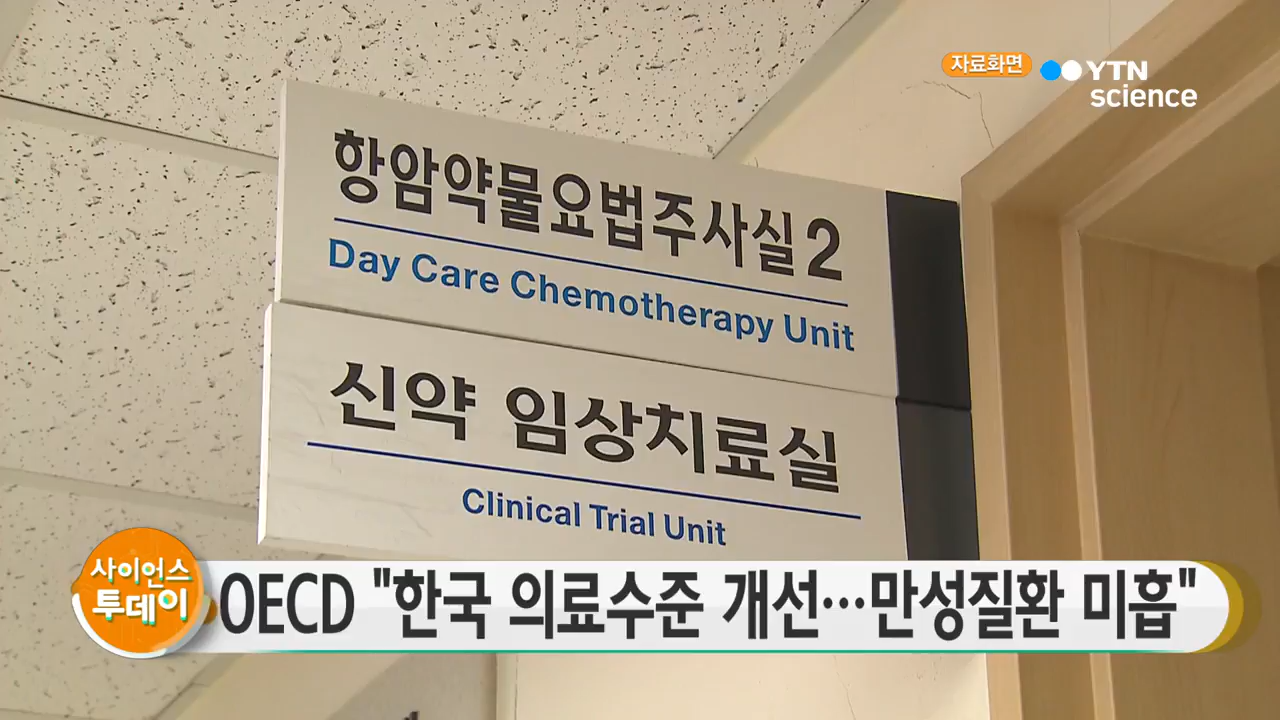 자료화면
YTN
science
항암약물요법주사실 2
Day Care Chemotherapy Unit
신약 임상치료실
Clinical Trial Unit
사이언스
투데이
OECD "한국 의료수준 개선…만성질환 미흡"